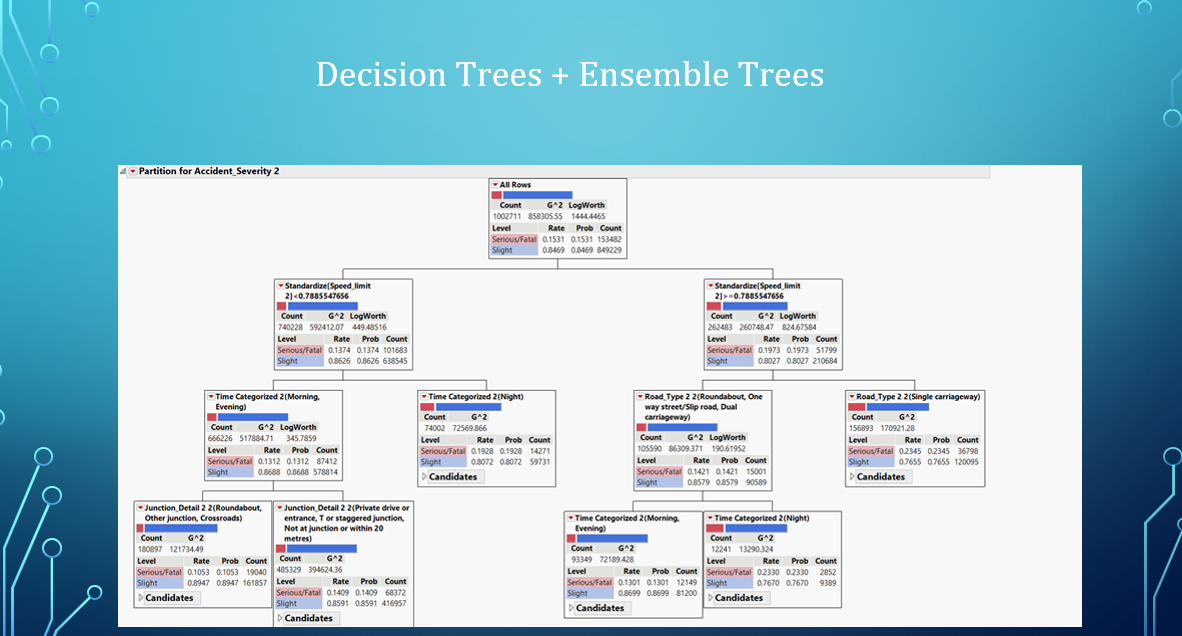 Decision Trees + Ensemble Trees
Partition for Accident_Severity 2
All Rows
Count G^2 LogWorth
1002711 858305.55 1444.4465
Level Rate Prob Count
Serious/Fatal 0.1531 0.1531 153482
Slight 0.8469 0.8469 849229
Standardize[Speed_limit
2]<0.7885547656
Count G^2 LogWorth
740228 592412.07 449.48516
Level Rate Prob Count
Serious/Fatal 0.1374 0.1374 101683
Slight 0.8626 0.8626 638545
Standardize[Speed_limit
2]>=0.7885547656
Count G^2 LogWorth
262483 260748.47 824.67584
Level Rate Prob Count
Serious/Fatal 0.1973 0.1973 51799
Slight 0.8027 0.8027 210684
Time Categorized 2(Morning,
Evening)
Count G^2 LogWorth
666226 517884.71 345.7859
Level Rate Prob Count
Serious/Fatal 0.1312 0.1312 87412
Slight 0.8688 0.8688 578814
Time Categorized 2(Night)
Count G^2
74002 72569.866
Level Rate Prob Count
Serious/Fatal 0.1928 0.1928 14271
Slight 0.8072 0.8072 59731
Candidates
Road_Type 2 2(Roundabout, One
way street/Slip road, Dual
carriageway)
Count G^2 LogWorth
105590 86309.371 190.61952
Level Rate Prob Count
Serious/Fatal 0.1421 0.1421 15001
Slight 0.8579 0.8579 90589
Road_Type 2 2(Single carriageway)
Count G^2
156893 170921.28
Level Rate Prob Count
Serious/Fatal 0.2345 0.2345 36798
Slight 0.7655 0.7655 120095
Candidates
Junction_Detail 2 2(Roundabout,
Other junction, Crossroads)
Count G^2
180897 121734.49
Level Rate Prob Count
Serious/Fatal 0.1053 0.1053 19040
Slight 0.8947 0.8947 161857
Candidates
Junction_Detail 2 2(Private drive or
entrance, T or staggered junction,
Not at junction or within 20
metres)
Count G^2
485329 394624.36
Level Rate Prob Count
Serious/Fatal 0.1409 0.1409 68372
Slight 0.8591 0.8591 416957
Candidates
Time Categorized 2(Morning,
Evening)
Count G^2
93349 72189.428
Level Rate Prob Count
Serious/Fatal 0.1301 0.1301 12149
Slight 0.8699 0.8699 81200
Candidates
Time Categorized 2(Night)
Count G^2
12241 13290.324
Level Rate Prob Count
Serious/Fatal 0.2330 0.2330 2852
Slight 0.7670 0.7670 9389
Candidates